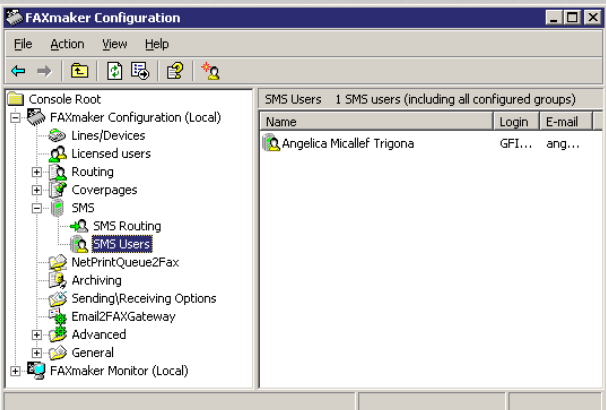 FAXmaker Configuration
File Action View Help
Console Root
FAXmaker Configuration (Local)
Lines/Devices
Licensed users
Routing
Coverpages
SMS
SMS Routing
SMS Users
NetPrintQueue2Fax
Archiving
Sending\Receiving Options
Email2FAXGateway
Advanced
General
FAXmaker Monitor (Local)
SMS Users 1 SMS users (including all configured groups)
Name Login E-mail
Angelica Micallef Trigona GFI... ang...